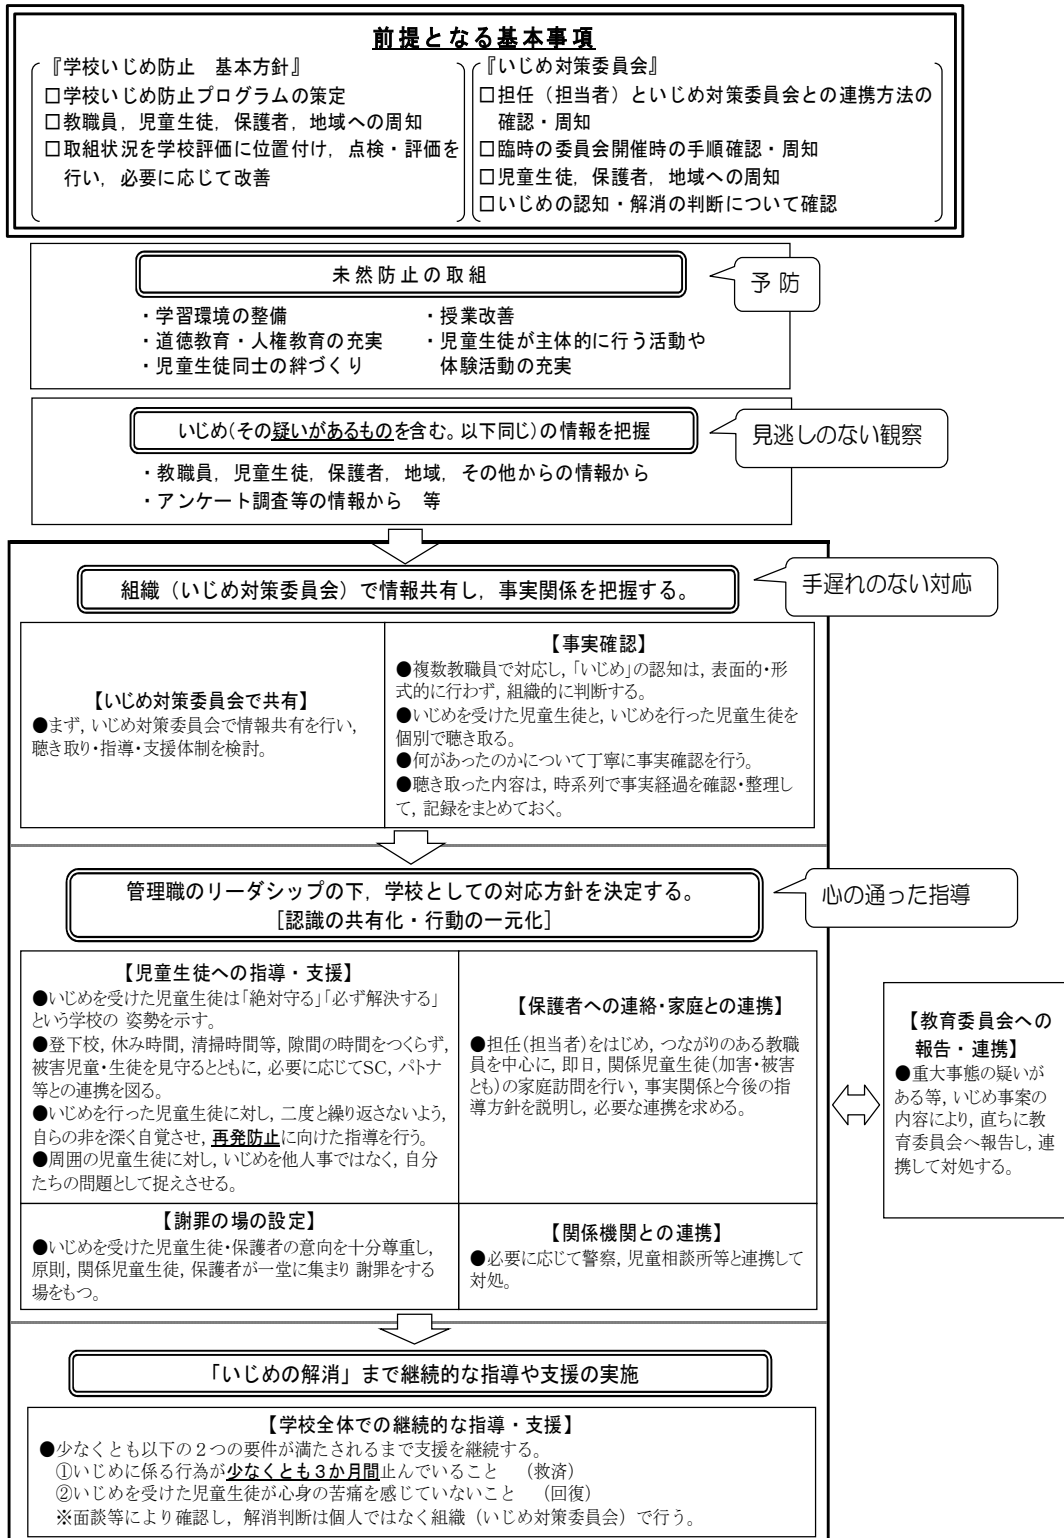 前提となる基本事項
『学校いじめ防止　基本方針』
□学校いじめ防止プログラムの策定
□教職員，児童生徒，保護者，地域への周知
□取組状況を学校評価に位置付け，点検・評価を
行い，必要に応じて改善
『いじめ対策委員会』
□担任（担当者）といじめ対策委員会との連携方法の
確認・周知
□臨時の委員会開催時の手順確認・周知
□児童生徒，保護者，地域への周知
□いじめの認知・解消の判断について確認
未然防止の取組
予防
・学習環境の整備
・道徳教育・人権教育の充実
・児童生徒同士の絆づくり
・授業改善
・児童生徒が主体的に行う活動や
体験活動の充実
いじめ（その疑いがあるものを含む。以下同じ）の情報を把握
見逃しのない観察
・教職員，児童生徒，保護者，地域，その他からの情報から
・アンケート調査等の情報から　等
組織（いじめ対策委員会）で情報共有し，事実関係を把握する。
手遅れのない対応
【いじめ対策委員会で共有】
●まず，いじめ対策委員会で情報共有を行い，
聴き取り・指導・支援体制を検討。
【事実確認】
●複数教職員で対応し，「いじめ」の認知は，表面的・形
式的に行わず，組織的に判断する。
●いじめを受けた児童生徒と，いじめを行った児童生徒を
個別で聴き取る。
●何があったのかについて丁寧に事実確認を行う。
●聴き取った内容は，時系列で事実経過を確認・整理し
て，記録をまとめておく。
管理職のリーダシップの下，学校としての対応方針を決定する。
［認識の共有化・行動の一元化］
心の通った指導
【児童生徒への指導・支援】
●いじめを受けた児童生徒は「絶対守る」「必ず解決する」
という学校の 姿勢を示す。
●登下校，休み時間，清掃時間等，隙間の時間をつくらず，
被害児童・生徒を見守るとともに，必要に応じてSC，パトナ
等との連携を図る。
●いじめを行った児童生徒に対し，二度と繰り返さないよう，
自らの非を深く自覚させ，再発防止に向けた指導を行う。
●周囲の児童生徒に対し，いじめを他人事ではなく，自分
たちの問題として捉えさせる。
【保護者への連絡・家庭との連携】
●担任（担当者）をはじめ，つながりのある教職
員を中心に，即日，関係児童生徒（加害・被害
とも）の家庭訪問を行い，事実関係と今後の指
導方針を説明し，必要な連携を求める。
【教育委員会への
報告・連携】
●重大事態の疑いが
ある等，いじめ事案の
内容により，直ちに教
育委員会へ報告し，連
携して対処する。
【謝罪の場の設定】
●いじめを受けた児童生徒・保護者の意向を十分尊重し，
原則，関係児童生徒，保護者が一堂に集まり 謝罪をする
場をもつ。
【関係機関との連携】
●必要に応じて警察，児童相談所等と連携して
対処。
「いじめの解消」まで継続的な指導や支援の実施
【学校全体での継続的な指導・支援】
●少なくとも以下の２つの要件が満たされるまで支援を継続する。
①いじめに係る行為が少なくとも３か月間止んでいること　（救済）
②いじめを受けた児童生徒が心身の苦痛を感じていないこと　（回復）
※面談等により確認し，解消判断は個人ではなく組織（いじめ対策委員会）で行う。